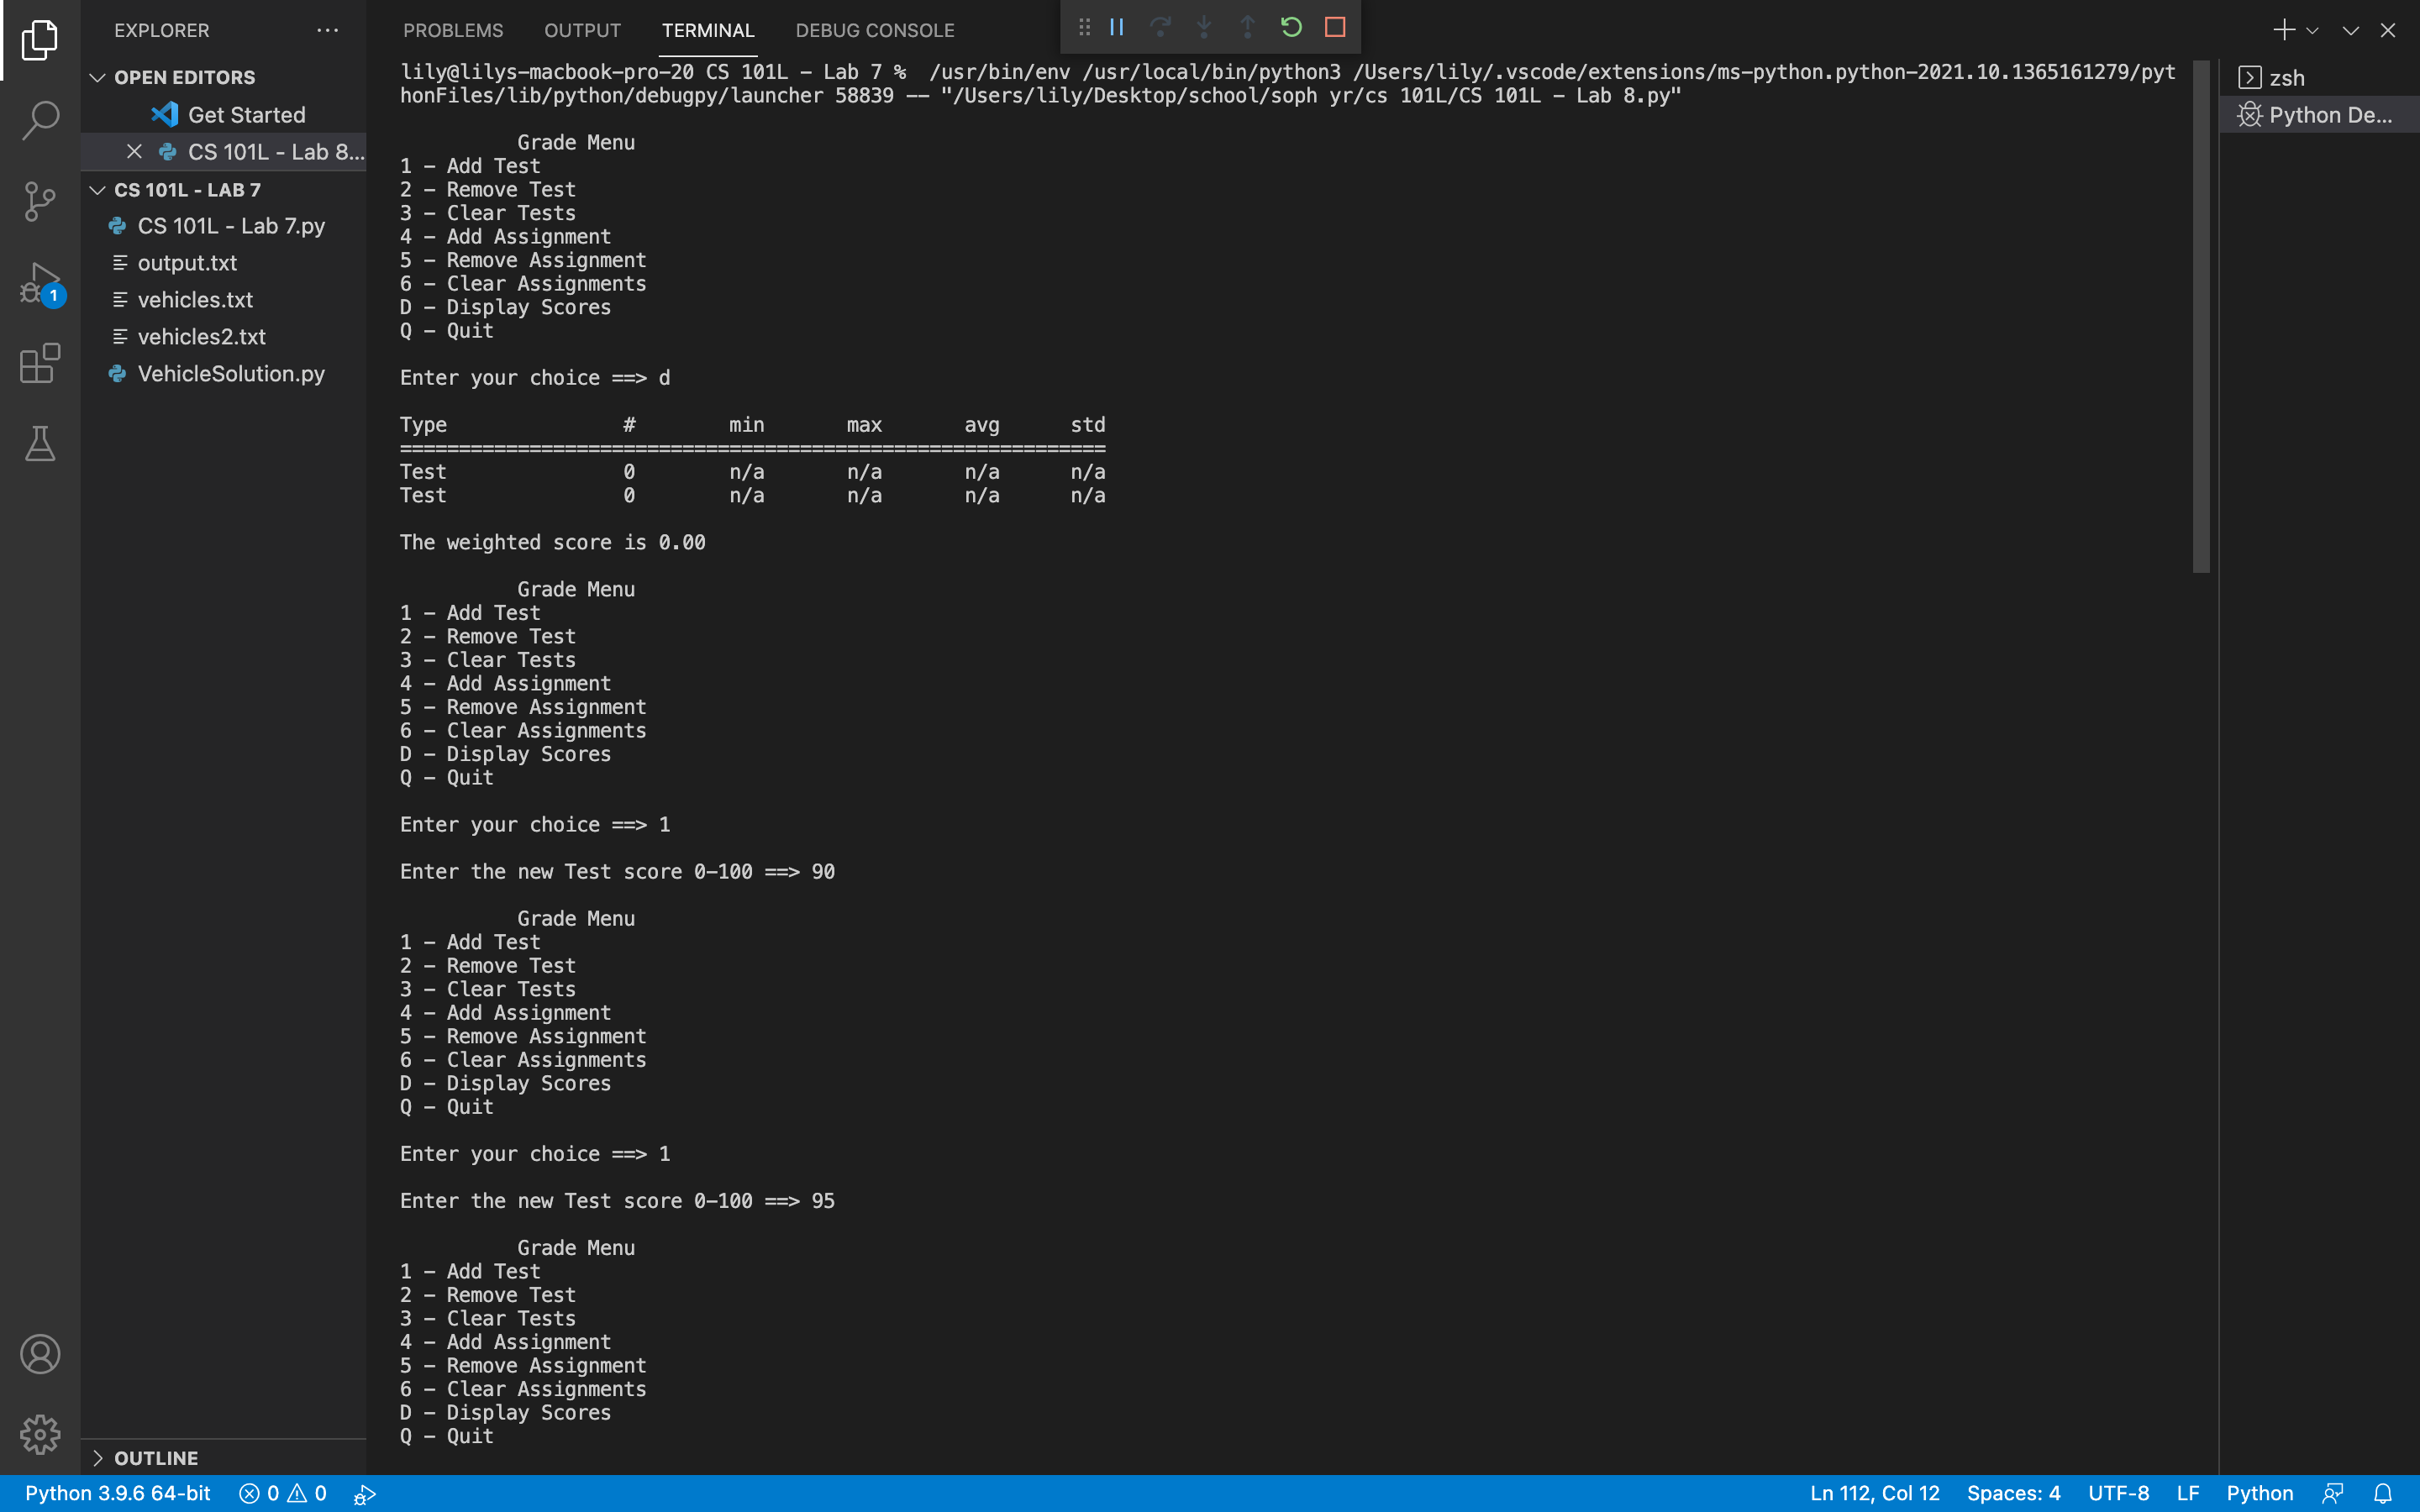 EXPLORER
OPEN EDITORS
Get Started
CS 101L - Lab 8...
CS 101L - LAB 7
CS 101L - Lab 7.py
output.txt
vehicles.txt
vehicles2.txt
VehicleSolution.py
OUTLINE
1
PROBLEMS OUTPUT TERMINAL DEBUG CONSOLE
lily@lilys-macbook-pro-20 CS 101L - Lab 7 %  /usr/bin/env /usr/local/bin/python3 /Users/lily/.vscode/extensions/ms-python.python-2021.10.1365161279/pyt
honFiles/lib/python/debugpy/launcher 58839 -- "/Users/lily/Desktop/school/soph yr/cs 101L/CS 101L - Lab 8.py"
Grade Menu
1 - Add Test
2 - Remove Test
3 - Clear Tests
4 - Add Assignment
5 - Remove Assignment
6 - Clear Assignments
D - Display Scores
Q - Quit
Enter your choice ==> d
Type # min max avg std
============================================================
Test 0 n/a n/a n/a n/a
Test 0 n/a n/a n/a n/a
The weighted score is 0.00
Grade Menu
1 - Add Test
2 - Remove Test
3 - Clear Tests
4 - Add Assignment
5 - Remove Assignment
6 - Clear Assignments
D - Display Scores
Q - Quit
Enter your choice ==> 1
Enter the new Test score 0-100 ==> 90
Grade Menu
1 - Add Test
2 - Remove Test
3 - Clear Tests
4 - Add Assignment
5 - Remove Assignment
6 - Clear Assignments
D - Display Scores
Q - Quit
Enter your choice ==> 1
Enter the new Test score 0-100 ==> 95
Grade Menu
1 - Add Test
2 - Remove Test
3 - Clear Tests
4 - Add Assignment
5 - Remove Assignment
6 - Clear Assignments
D - Display Scores
Q - Quit
zsh
Python De...
Python 3.9.6 64-bit 0 0 Ln 112, Col 12 Spaces: 4 UTF-8 LF Python